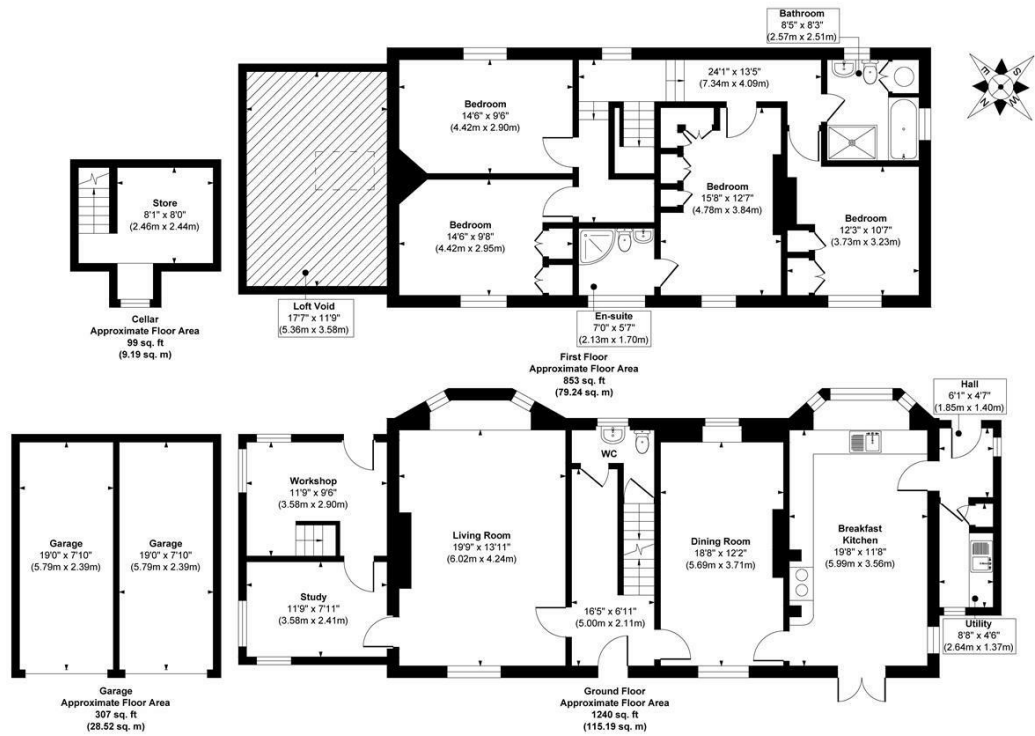 Bathroom
8'5" x 8'3"
(2.57m x 2.51m)
24'1" x 13'5"
(7.34m x 4.09m)
S
E
W
N
Bedroom
14'6" x 9'6"
(4.42m x 2.90m)
Store
8'1" x 8'0"
(2.46m x 2.44m)
Bedroom
15'8" x 12'7"
(4.78m x 3.84m)
Bedroom
14'6" x 9'8"
(4.42m x 2.95m)
Bedroom
12'3" x 10'7"
(3.73m x 3.23m)
Loft Void
17'7" x 11'9"
(5.36m x 3.58m)
En-suite
7'0" x 5'7"
(2.13m x 1.70m)
Cellar
Approximate Floor Area
99 sq. ft
(9.19 sq. m)
First Floor
Approximate Floor Area
853 sq. ft
(79.24 sq. m)
Hall
6'1" x 4'7"
(1.85m x 1.40m)
WC
Workshop
11'9" x 9'6"
(3.58m x 2.90m)
Garage
19'0" x 7'10"
(5.79m x 2.39m)
Garage
19'0" x 7'10"
(5.79m x 2.39m)
Living Room
19'9" x 13'11"
(6.02m x 4.24m)
Dining Room
18'8" x 12'2"
(5.69m x 3.71m)
Breakfast
Kitchen
19'8" x 11'8"
(5.99m x 3.56m)
Study
11'9" x 7'11"
(3.58m x 2.41m)
16'5" x 6'11"
(5.00m x 2.11m)
Utility
8'8" x 4'6"
(2.64m x 1.37m)
Garage
Approximate Floor Area
307 sq. ft
(28.52 sq. m)
Ground Floor
Approximate Floor Area
1240 sq. ft
(115.19 sq. m)